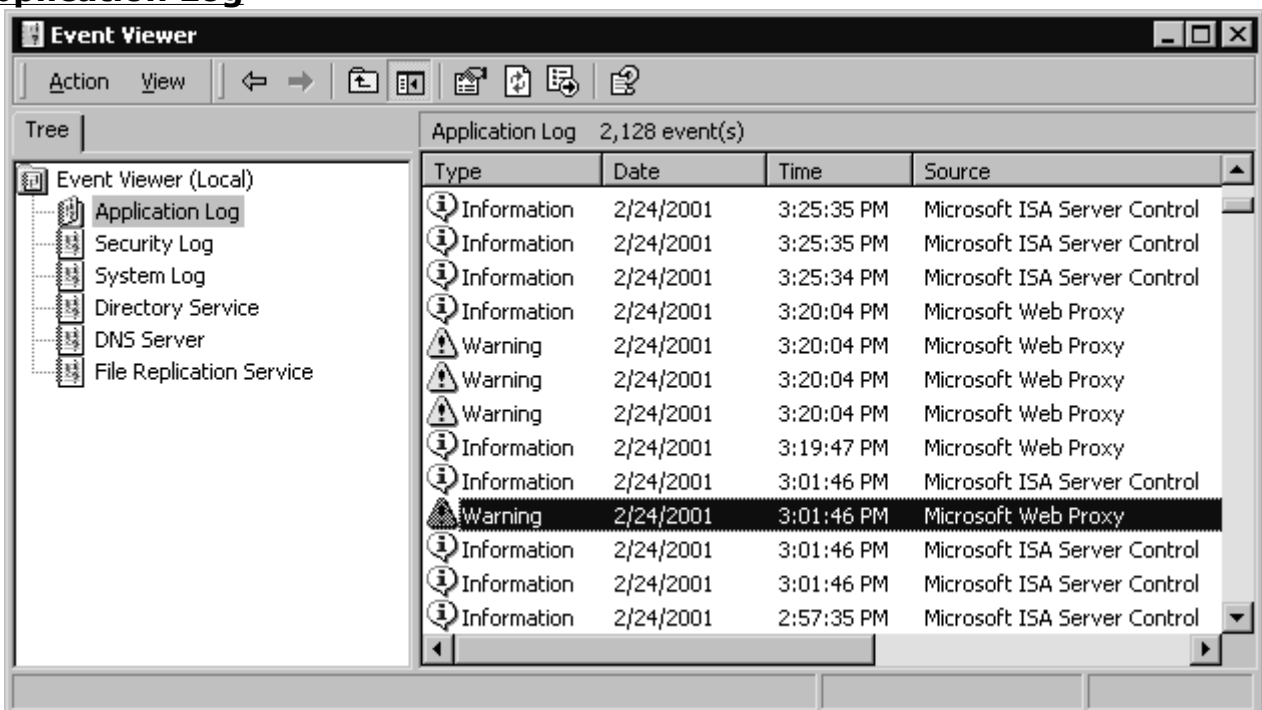 Application Log
Event Viewer
Action View
Tree
Application Log 2,128 event(s)
Event Viewer (Local)
Application Log
Security Log
System Log
Directory Service
DNS Server
File Replication Service
Type Date Time Source
Information 2/24/2001 3:25:35 PM Microsoft ISA Server Control
Information 2/24/2001 3:25:35 PM Microsoft ISA Server Control
Information 2/24/2001 3:25:34 PM Microsoft ISA Server Control
Information 2/24/2001 3:20:04 PM Microsoft Web Proxy
Warning 2/24/2001 3:20:04 PM Microsoft Web Proxy
Warning 2/24/2001 3:20:04 PM Microsoft Web Proxy
Warning 2/24/2001 3:20:04 PM Microsoft Web Proxy
Information 2/24/2001 3:19:47 PM Microsoft Web Proxy
Information 2/24/2001 3:01:46 PM Microsoft ISA Server Control
Warning 2/24/2001 3:01:46 PM Microsoft Web Proxy
Information 2/24/2001 3:01:46 PM Microsoft ISA Server Control
Information 2/24/2001 3:01:46 PM Microsoft ISA Server Control
Information 2/24/2001 2:57:35 PM Microsoft ISA Server Control